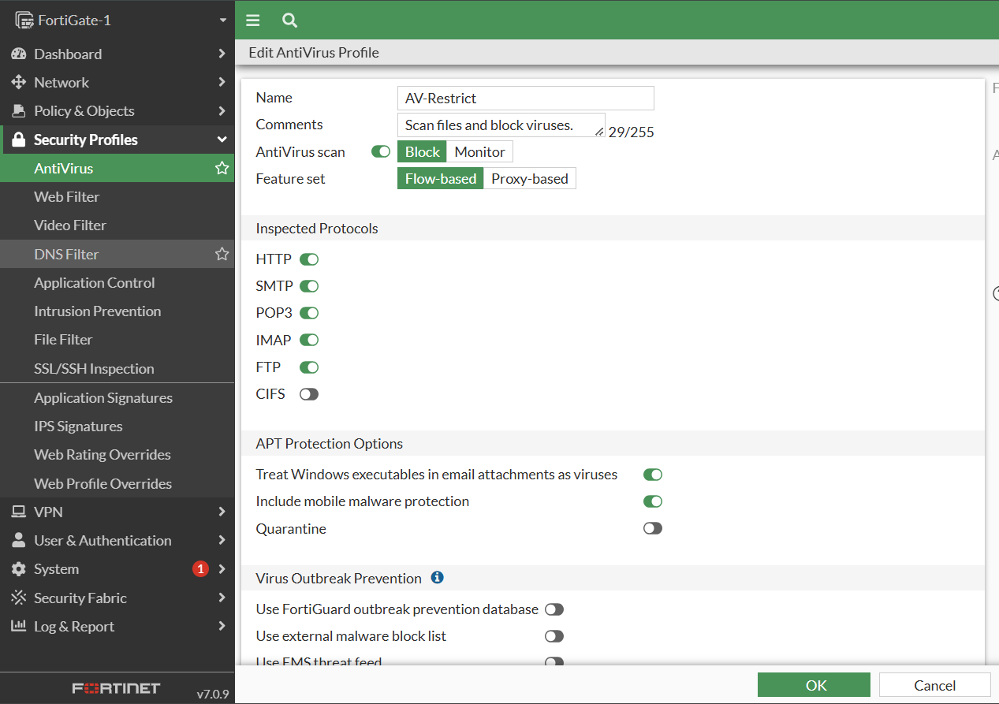 FortiGate-1
Dashboard
Network
Policy & Objects
Security Profiles
AntiVirus
Web Filter
Video Filter
DNS Filter
Application Control
Intrusion Prevention
File Filter
SSL/SSH Inspection
Application Signatures
IPS Signatures
Web Rating Overrides
Web Profile Overrides
VPN
User & Authentication
System 1
Security Fabric
Log & Report
FORTINET v7.0.9
Edit AntiVirus Profile
Name AV-Restrict
Comments Scan files and block viruses. 29/255
AntiVirus scan Block Monitor
Feature set Flow-based Proxy-based
Inspected Protocols
HTTP
SMTP
POP3
IMAP
FTP
CIFS
APT Protection Options
Treat Windows executables in email attachments as viruses
Include mobile malware protection
Quarantine
Virus Outbreak Prevention
Use FortiGuard outbreak prevention database
Use external malware block list
Use EMS threat feed
OK Cancel